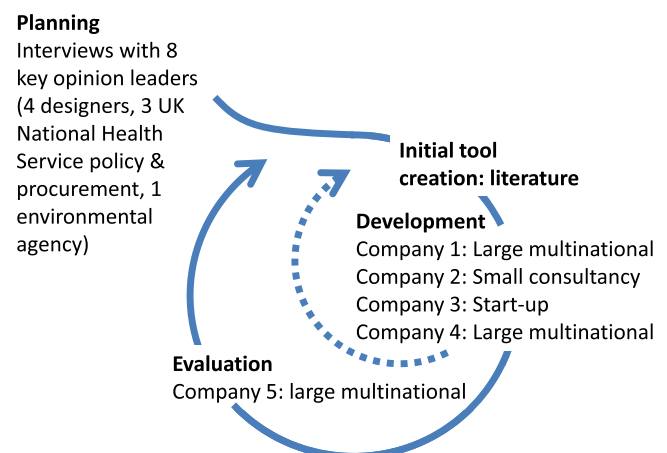 Planning
Interviews with 8
key opinion leaders
(4 designers, 3 UK
National Health
Service policy &
procurement, 1
environmental
agency)
Initial tool
creation: literature
Development
Company 1: Large multinational
Company 2: Small consultancy
Company 3: Start-up
Company 4: Large multinational
Evaluation
Company 5: large multinational